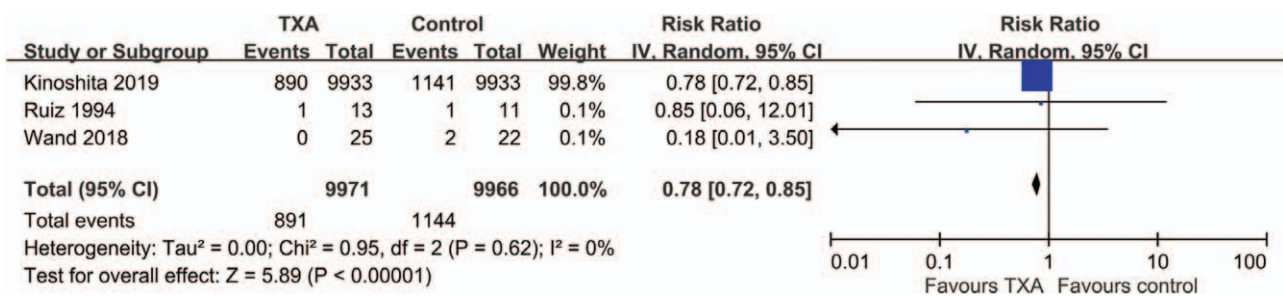 TXA Control Risk Ratio Risk Ratio
Study or Subgroup Events Total Events Total Weight IV, Random, 95% CI IV, Random, 95% CI
Kinoshita 2019 890 9933 1141 9933 99.8% 0.78 [0.72, 0.85]
Ruiz 1994 1 13 1 11 0.1% 0.85 [0.06, 12.01]
Wand 2018 0 25 2 22 0.1% 0.18 [0.01, 3.50]
Total (95% CI) 9971 9966 100.0% 0.78 [0.72, 0.85]
Total events 891 1144
Heterogeneity: Tau² = 0.00; Chi² = 0.95, df = 2 (P = 0.62); I² = 0%
Test for overall effect: Z = 5.89 (P < 0.00001)
0.01 0.1 1 10 100
Favours TXA Favours control